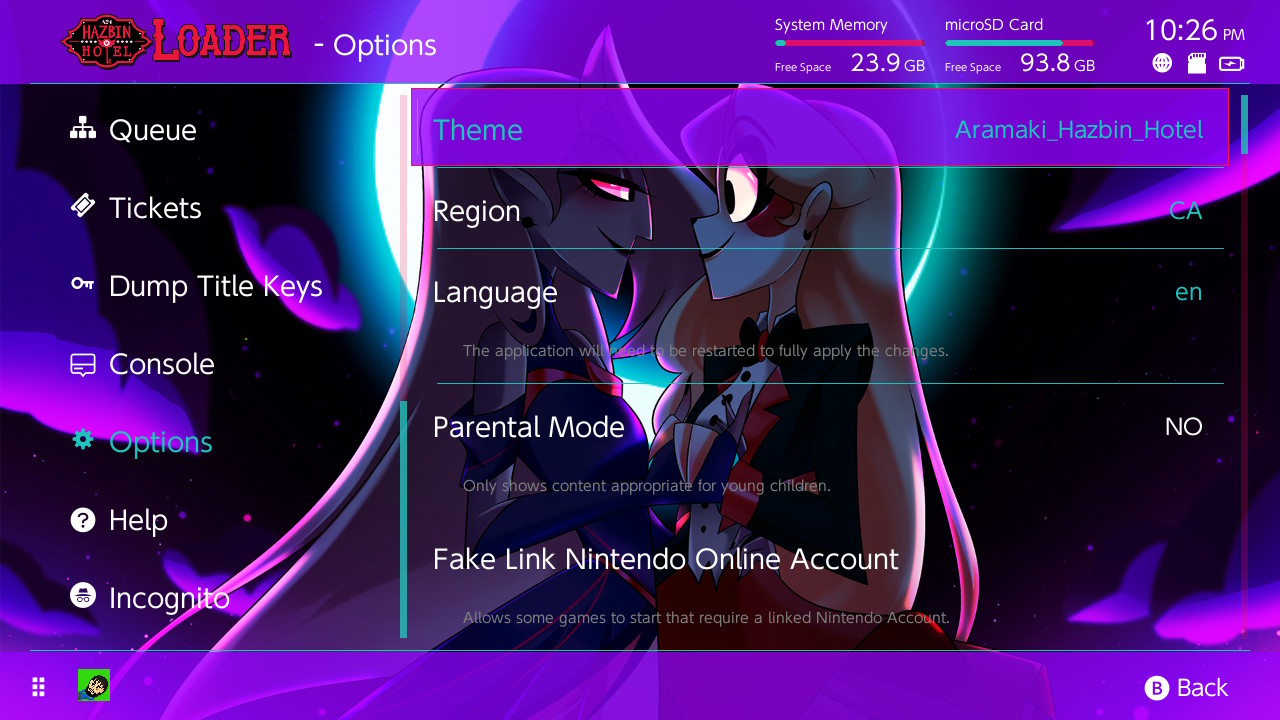 HAZBIN
HOTEL
LOADER - Options
System Memory
Free Space 23.9 GB
microSD Card
Free Space 93.8 GB
10:26 PM
Queue
Tickets
Dump Title Keys
Console
Options
Help
Incognito
Theme Aramaki_Hazbin_Hotel
Region CA
Language en
The application will need to be restarted to fully apply the changes.
Parental Mode NO
Only shows content appropriate for young children.
Fake Link Nintendo Online Account
Allows some games to start that require a linked Nintendo Account.
B Back